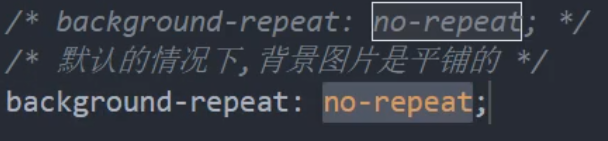 /* background-repeat: no-repeat; */
/* 默认的情况下,背景图片是平铺的 */
background-repeat: no-repeat;